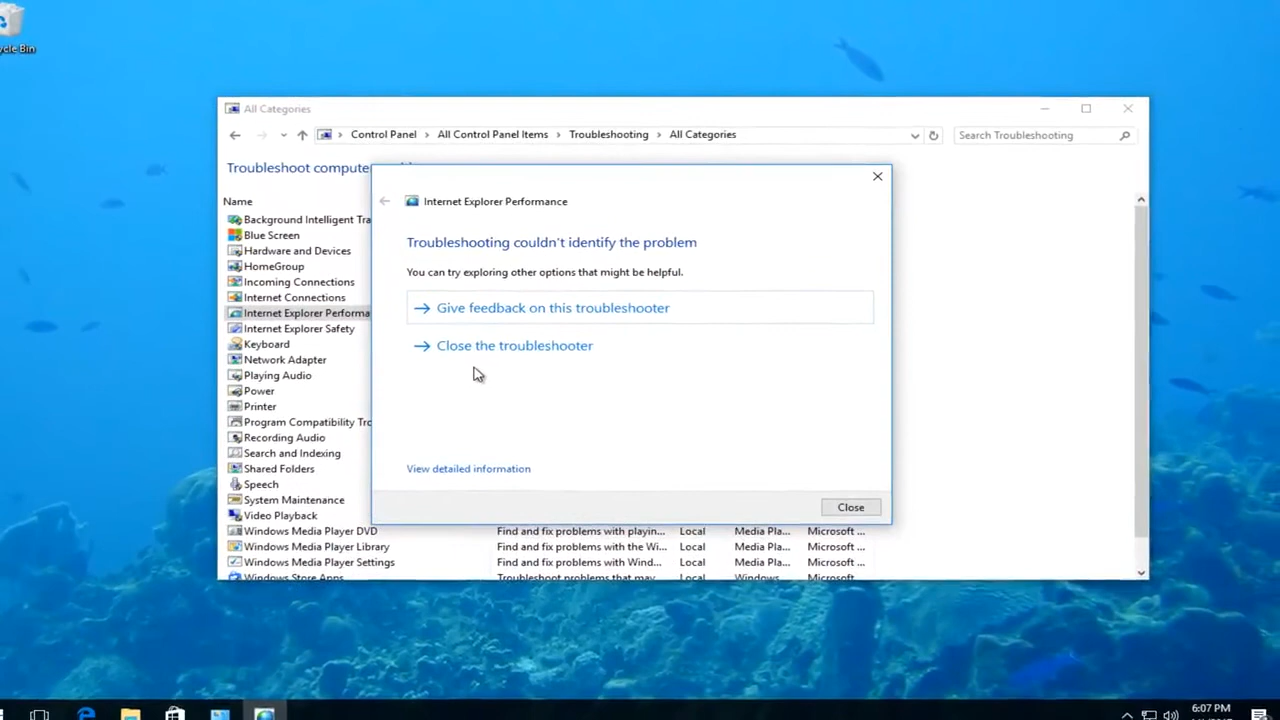 ycle Bin
All Categories
Control Panel > All Control Panel Items > Troubleshooting > All Categories
Search Troubleshooting
Troubleshoot compute
Name
Background Intelligent Tra
Blue Screen
Hardware and Devices
HomeGroup
Incoming Connections
Internet Connections
Internet Explorer Performa
Internet Explorer Safety
Keyboard
Network Adapter
Playing Audio
Power
Printer
Program Compatibility Tro
Recording Audio
Search and Indexing
Shared Folders
Speech
System Maintenance
Video Playback
Windows Media Player DVD Find and fix problems with playin... Local Media Pla... Microsoft ...
Windows Media Player Library Find and fix problems with the Wi... Local Media Pla... Microsoft ...
Windows Media Player Settings Find and fix problems with Wind... Local Media Pla... Microsoft ...
Windows Store Apps Troubleshoot problems that may Local Windows Microsoft ...
Internet Explorer Performance
Troubleshooting couldn't identify the problem
You can try exploring other options that might be helpful.
Give feedback on this troubleshooter
Close the troubleshooter
View detailed information
Close
6:07 PM